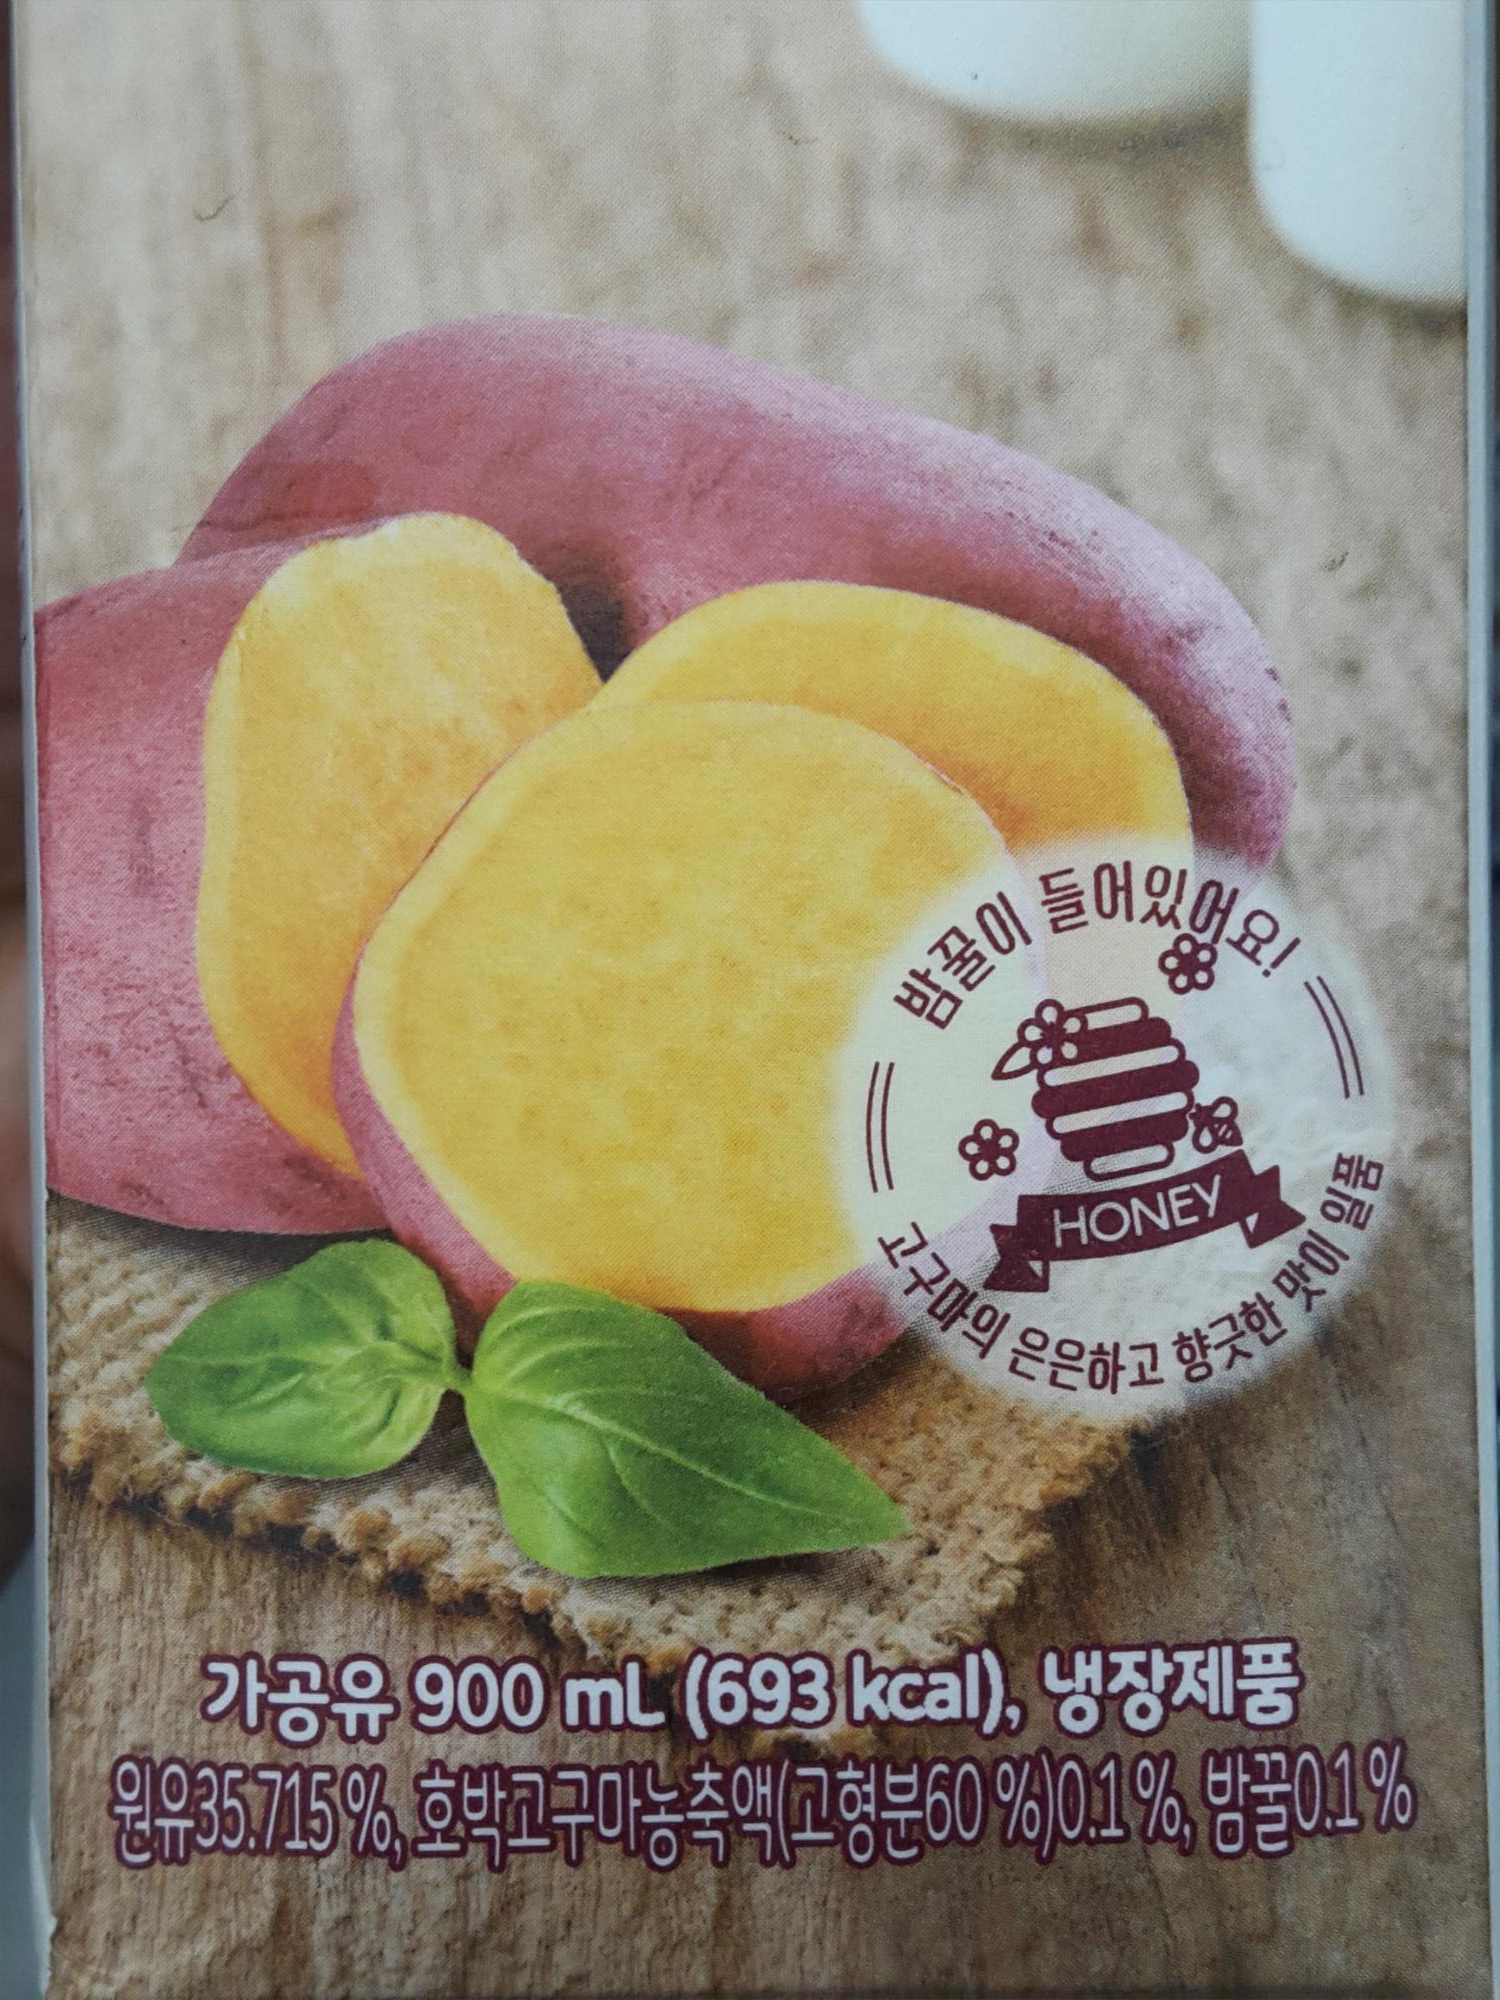 밤꿀이 들어있어요!
HONEY
고구마의 은은하고 향긋한 맛이 일품
가공유 900 mL (693 kcal), 냉장제품
원유35.715%, 호박고구마농축액(고형분60%)0.1%, 밤꿀0.1%